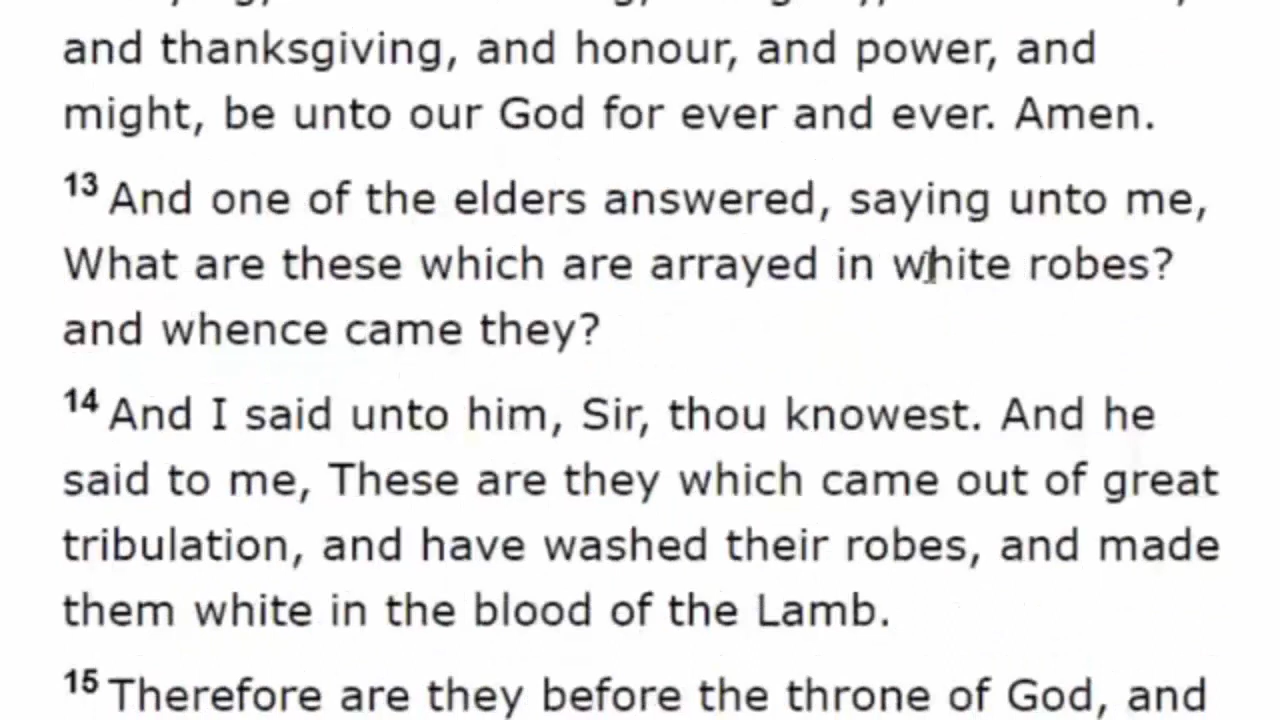 and thanksgiving, and honour, and power, and
might, be unto our God for ever and ever. Amen.
13 And one of the elders answered, saying unto me,
What are these which are arrayed in white robes?
and whence came they?
14 And I said unto him, Sir, thou knowest. And he
said to me, These are they which came out of great
tribulation, and have washed their robes, and made
them white in the blood of the Lamb.
15 Therefore are they before the throne of God, and